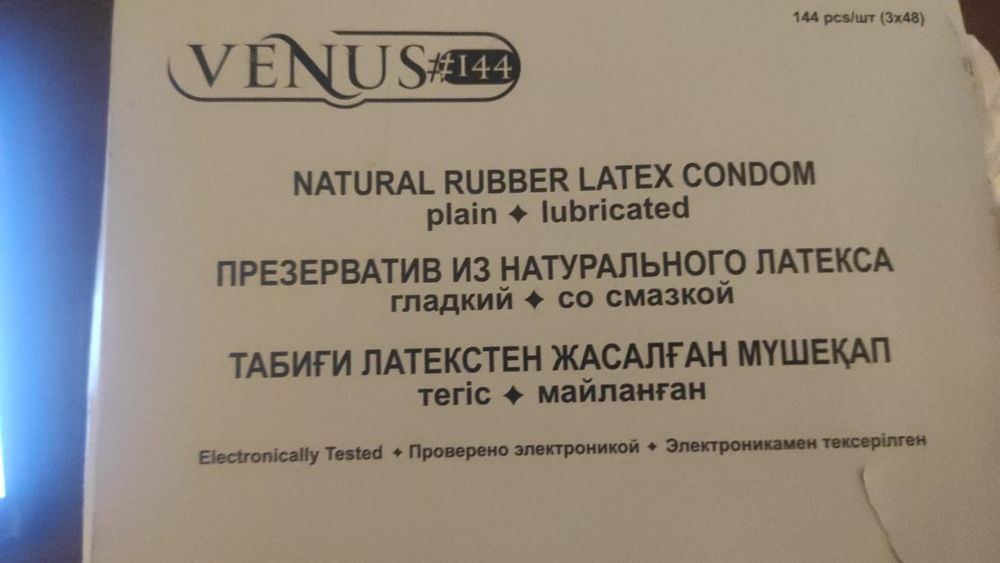 144 pcs/шт (3x48)
VENUS #144
NATURAL RUBBER LATEX CONDOM
plain ✦ lubricated
ПРЕЗЕРВАТИВ ИЗ НАТУРАЛЬНОГО ЛАТЕКСА
гладкий ✦ со смазкой
ТАБИҒИ ЛАТЕКСТЕН ЖАСАЛҒАН МҮШЕҚАП
тегіс ✦ майланған
Electronically Tested ✦ Проверено электроникой ✦ Электроникамен тексерілген